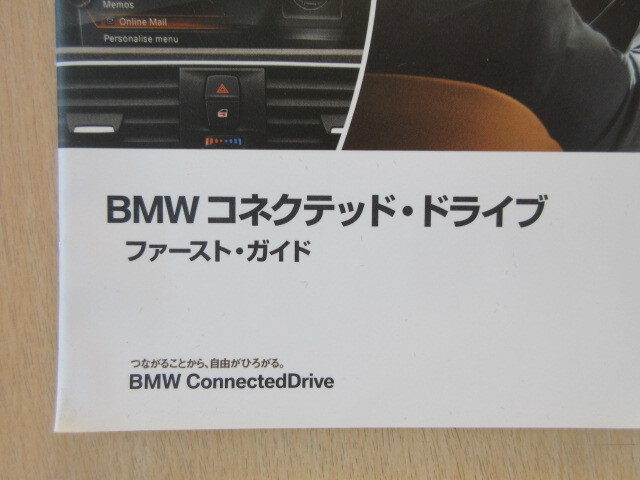 Memos
Online Mail
Personalise menu
BMW コネクテッド・ドライブ
ファースト・ガイド
つながることから、自由がひろがる。
BMW ConnectedDrive